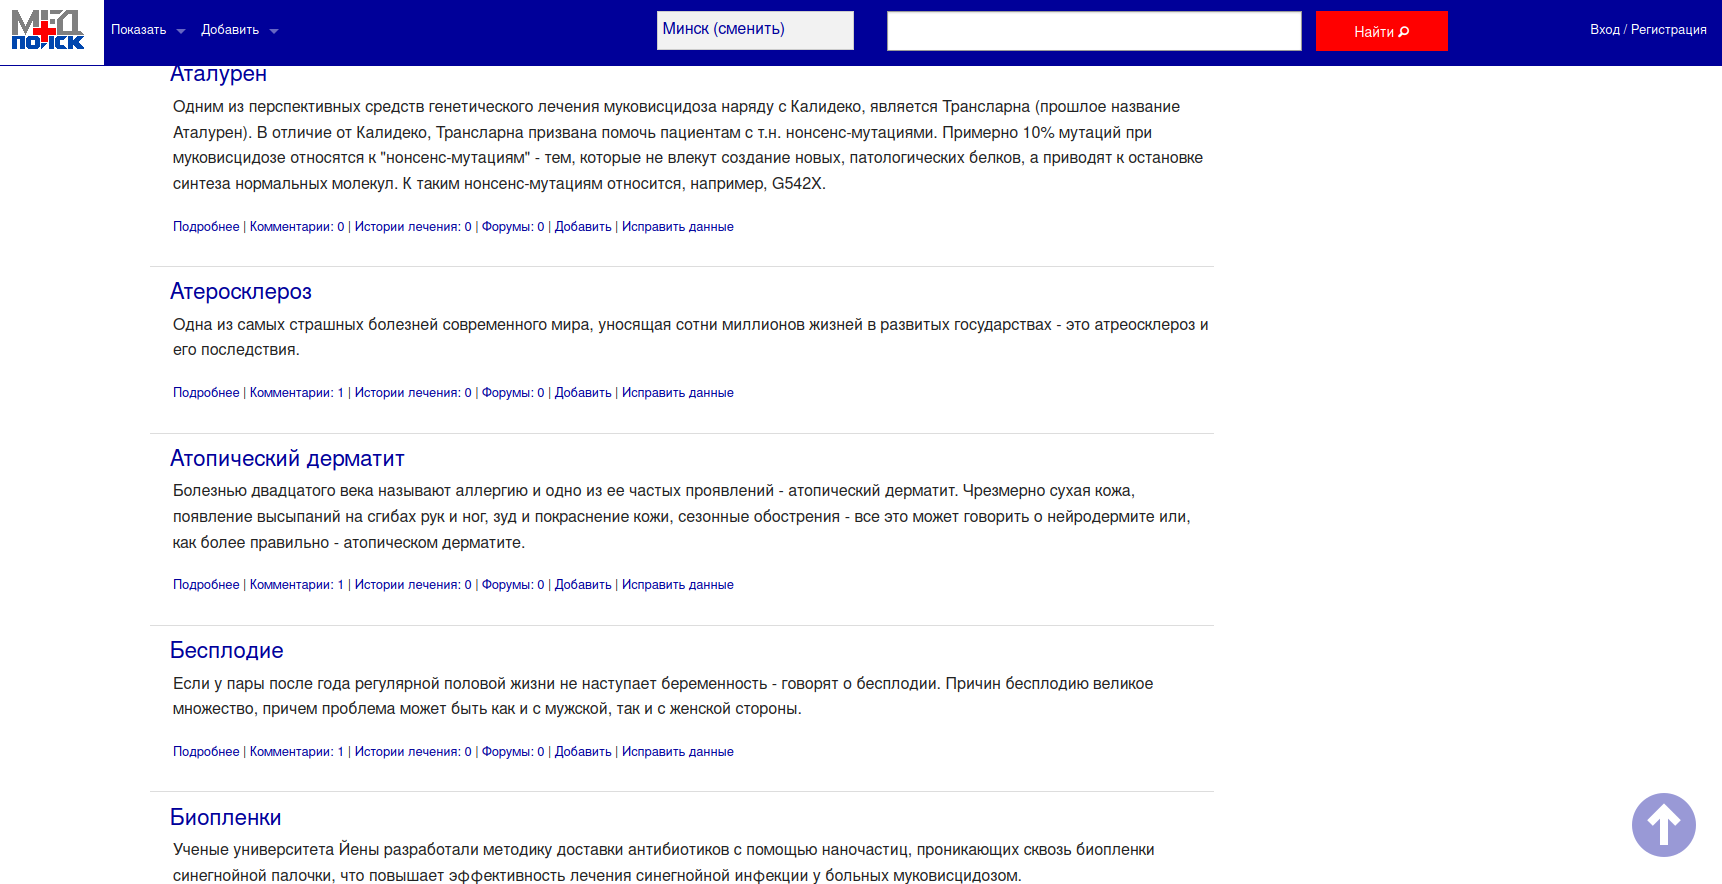 МЕД
ПОИСК
Показать
Добавить
Минск (сменить)
Найти
Вход / Регистрация
Аталурен
Одним из перспективных средств генетического лечения муковисцидоза наряду с Калидеко, является Трансларна (прошлое название
Аталурен). В отличие от Калидеко, Трансларна призвана помочь пациентам с т.н. нонсенс-мутациями. Примерно 10% мутаций при
муковисцидозе относятся к "нонсенс-мутациям" - тем, которые не влекут создание новых, патологических белков, а приводят к остановке
синтеза нормальных молекул. К таким нонсенс-мутациям относится, например, G542X.
Подробнее | Комментарии: 0 | Истории лечения: 0 | Форумы: 0 | Добавить | Исправить данные
Атеросклероз
Одна из самых страшных болезней современного мира, уносящая сотни миллионов жизней в развитых государствах - это атреосклероз и
его последствия.
Подробнее | Комментарии: 1 | Истории лечения: 0 | Форумы: 0 | Добавить | Исправить данные
Атопический дерматит
Болезнью двадцатого века называют аллергию и одно из ее частых проявлений - атопический дерматит. Чрезмерно сухая кожа,
появление высыпаний на сгибах рук и ног, зуд и покраснение кожи, сезонные обострения - все это может говорить о нейродермите или,
как более правильно - атопическом дерматите.
Подробнее | Комментарии: 1 | Истории лечения: 0 | Форумы: 0 | Добавить | Исправить данные
Бесплодие
Если у пары после года регулярной половой жизни не наступает беременность - говорят о бесплодии. Причин бесплодию великое
множество, причем проблема может быть как и с мужской, так и с женской стороны.
Подробнее | Комментарии: 1 | Истории лечения: 0 | Форумы: 0 | Добавить | Исправить данные
Биопленки
Ученые университета Йены разработали методику доставки антибиотиков с помощью наночастиц, проникающих сквозь биопленки
синегнойной палочки, что повышает эффективность лечения синегнойной инфекции у больных муковисцидозом.